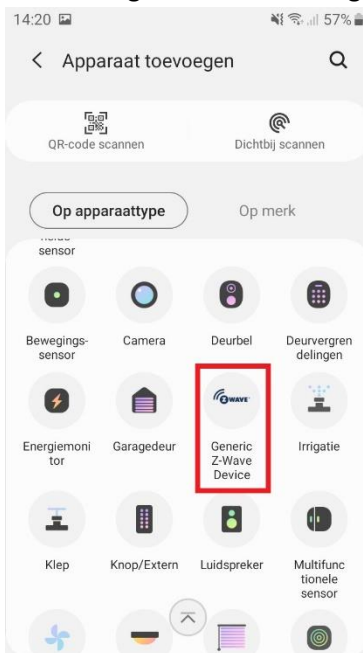 14:20 57%
Apparaat toevoegen
QR-code scannen Dichtbij scannen
Op apparaattype Op merk
sensor
Bewegings-
sensor
Camera
Deurbel
Deurvergren
delingen
Energiemoni
tor
Garagedeur
Z-WAVE
Generic
Z-Wave
Device
Irrigatie
Klep
Knop/Extern
Luidspreker
Multifunc
tionele
sensor